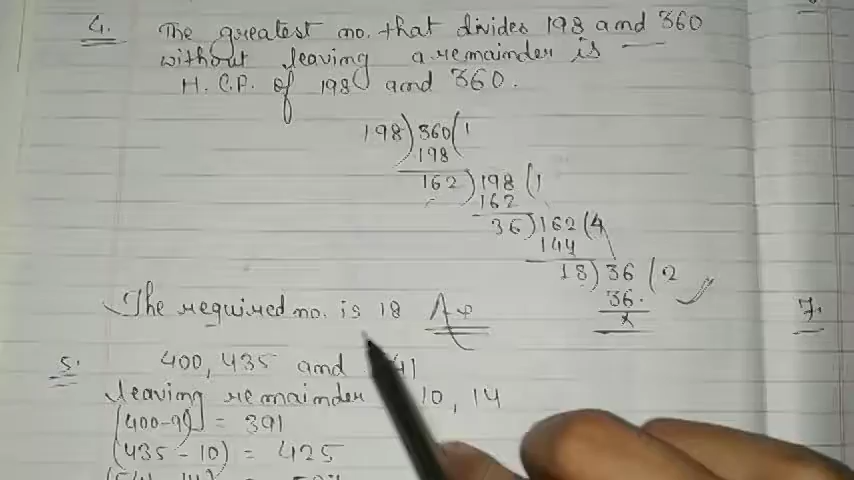 4. The greatest no. that divides 198 and 360
without leaving a remainder is
H.C.F. of 198 and 360.
198)360(1
198
162)198(1
162
36)162(4
144
18)36(2
36.
x
The required no. is 18 Ans
7.
5. 400, 435 and 541
leaving remainder 10, 14
(400-9) = 391
(435-10) = 425